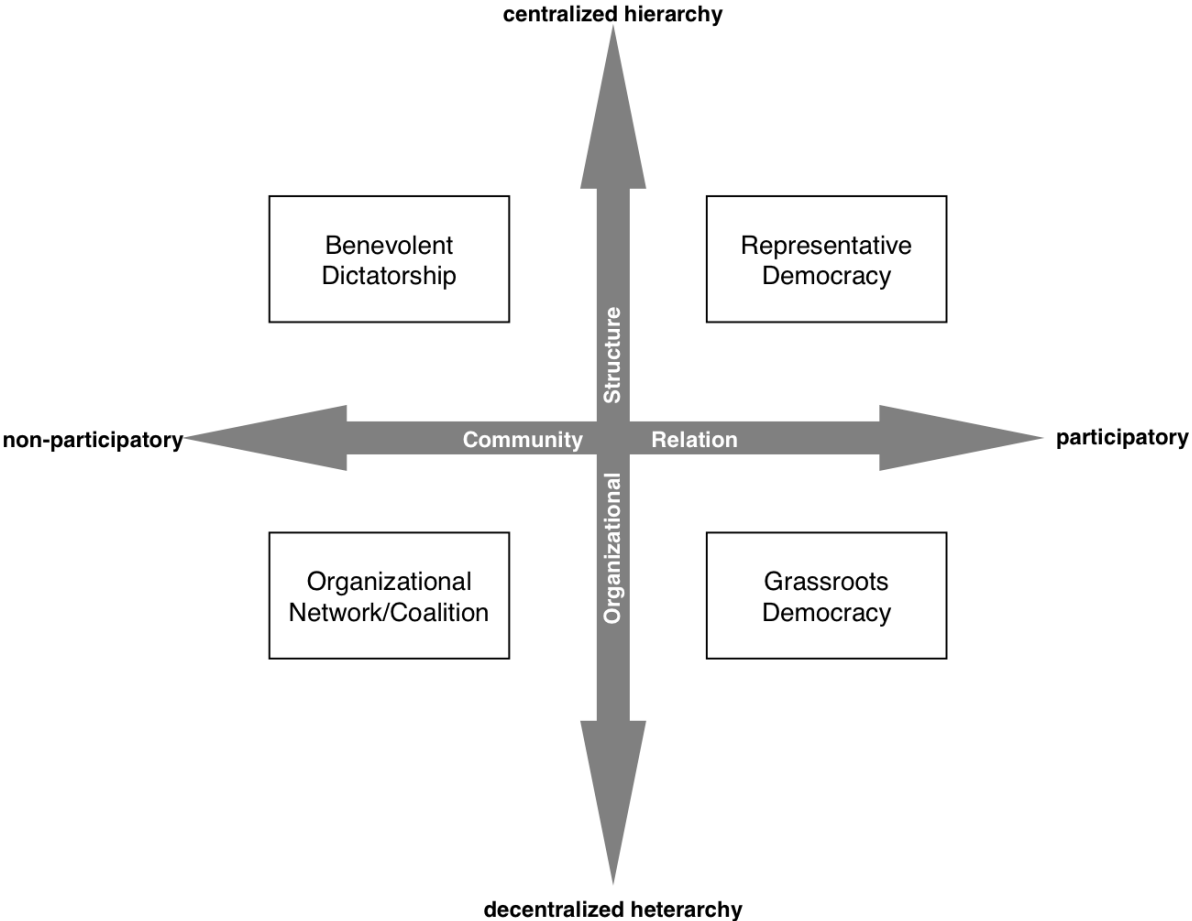 centralized hierarchy
Benevolent
Dictatorship
Representative
Democracy
Structure
non-participatory
Community Relation
participatory
Organizational
Organizational
Network/Coalition
Grassroots
Democracy
decentralized heterarchy